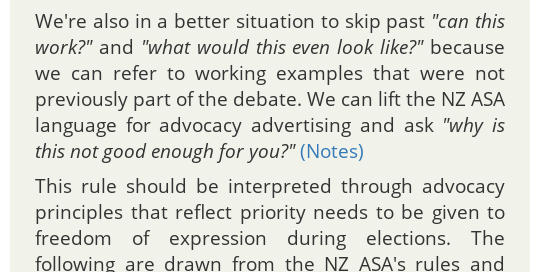 We're also in a better situation to skip past "can this
work?" and "what would this even look like?" because
we can refer to working examples that were not
previously part of the debate. We can lift the NZ ASA
language for advocacy advertising and ask "why is
this not good enough for you?" (Notes)
This rule should be interpreted through advocacy
principles that reflect priority needs to be given to
freedom of expression during elections. The
following are drawn from the NZ ASA's rules and